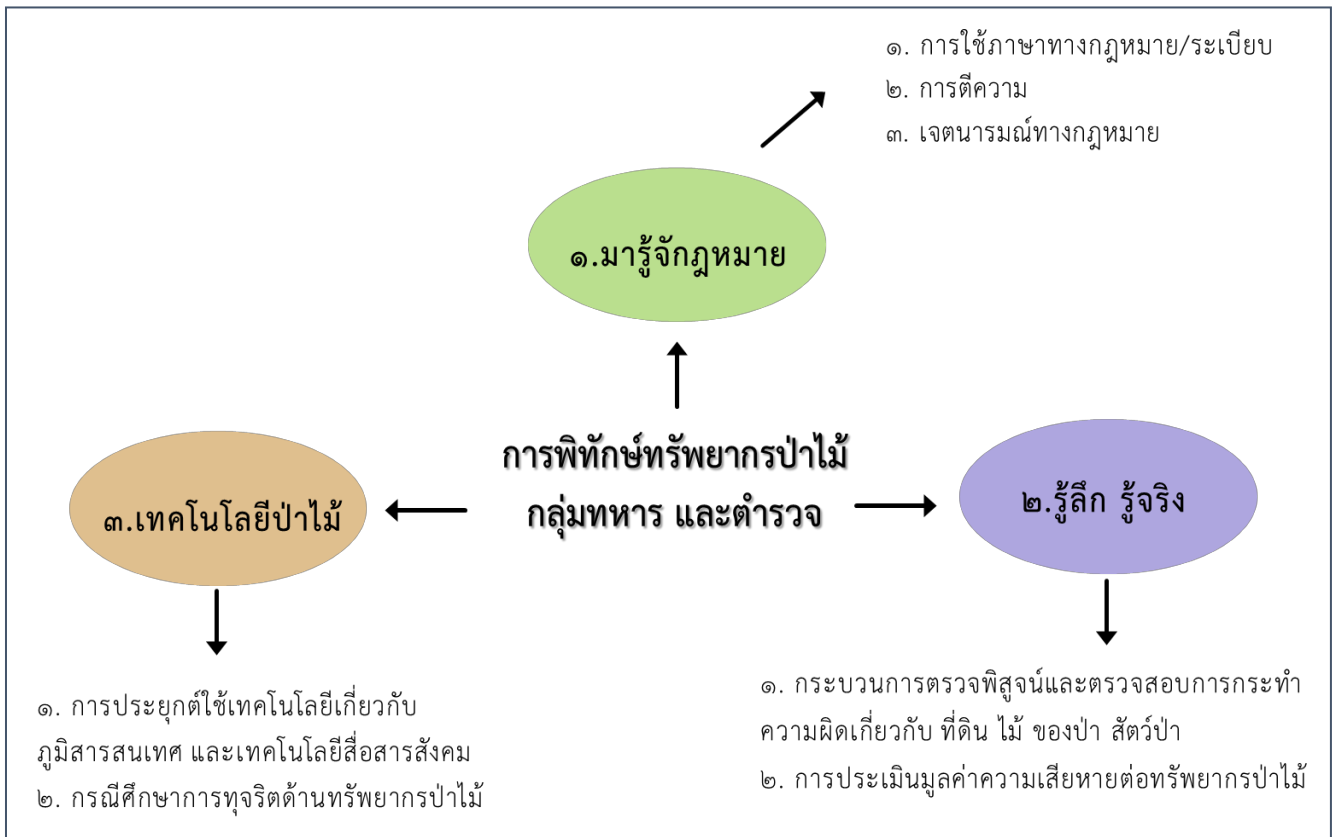 ๑. การใช้ภาษาทางกฎหมาย/ระเบียบ
๒. การตีความ
๓. เจตนารมณ์ทางกฎหมาย
๑.มารู้จักกฎหมาย
การพิทักษ์ทรัพยากรป่าไม้
กลุ่มทหาร และตำรวจ
๓.เทคโนโลยีป่าไม้
๒.รู้ลึก รู้จริง
๑. การประยุกต์ใช้เทคโนโลยีเกี่ยวกับ
ภูมิสารสนเทศ และเทคโนโลยีสื่อสารสังคม
๒. กรณีศึกษาการทุจริตด้านทรัพยากรป่าไม้
๑. กระบวนการตรวจพิสูจน์และตรวจสอบการกระทำ
ความผิดเกี่ยวกับ ที่ดิน ไม้ ของป่า สัตว์ป่า
๒. การประเมินมูลค่าความเสียหายต่อทรัพยากรป่าไม้